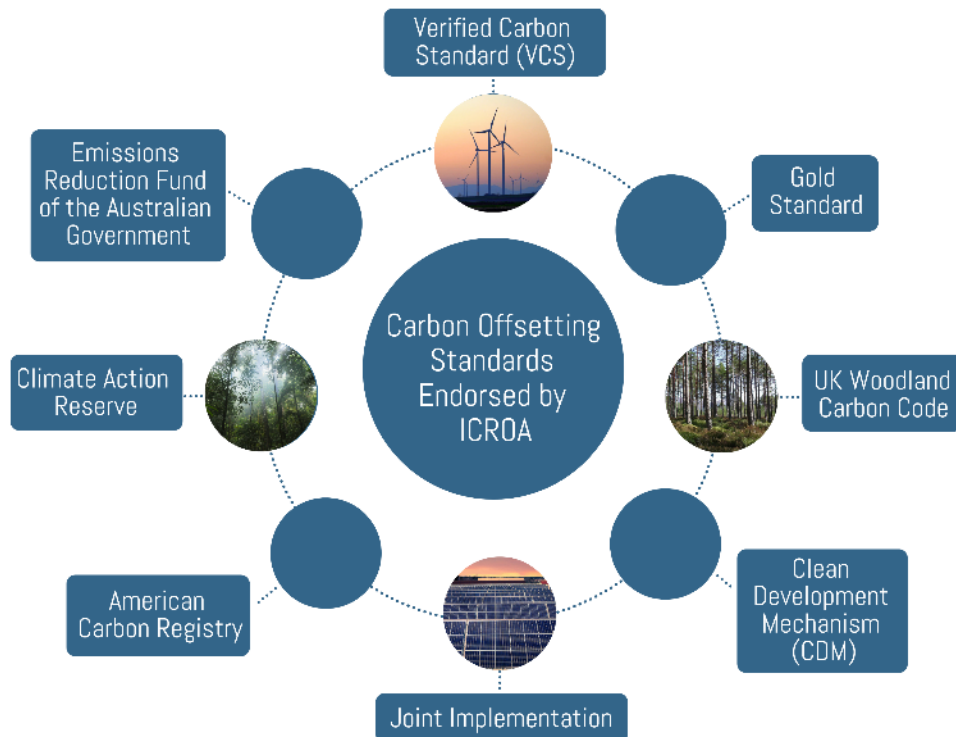 Verified Carbon
Standard (VCS)
Emissions
Reduction Fund
of the Australian
Government
Gold
Standard
Carbon Offsetting
Standards
Endorsed by
ICROA
Climate Action
Reserve
UK Woodland
Carbon Code
American
Carbon Registry
Clean
Development
Mechanism
(CDM)
Joint Implementation